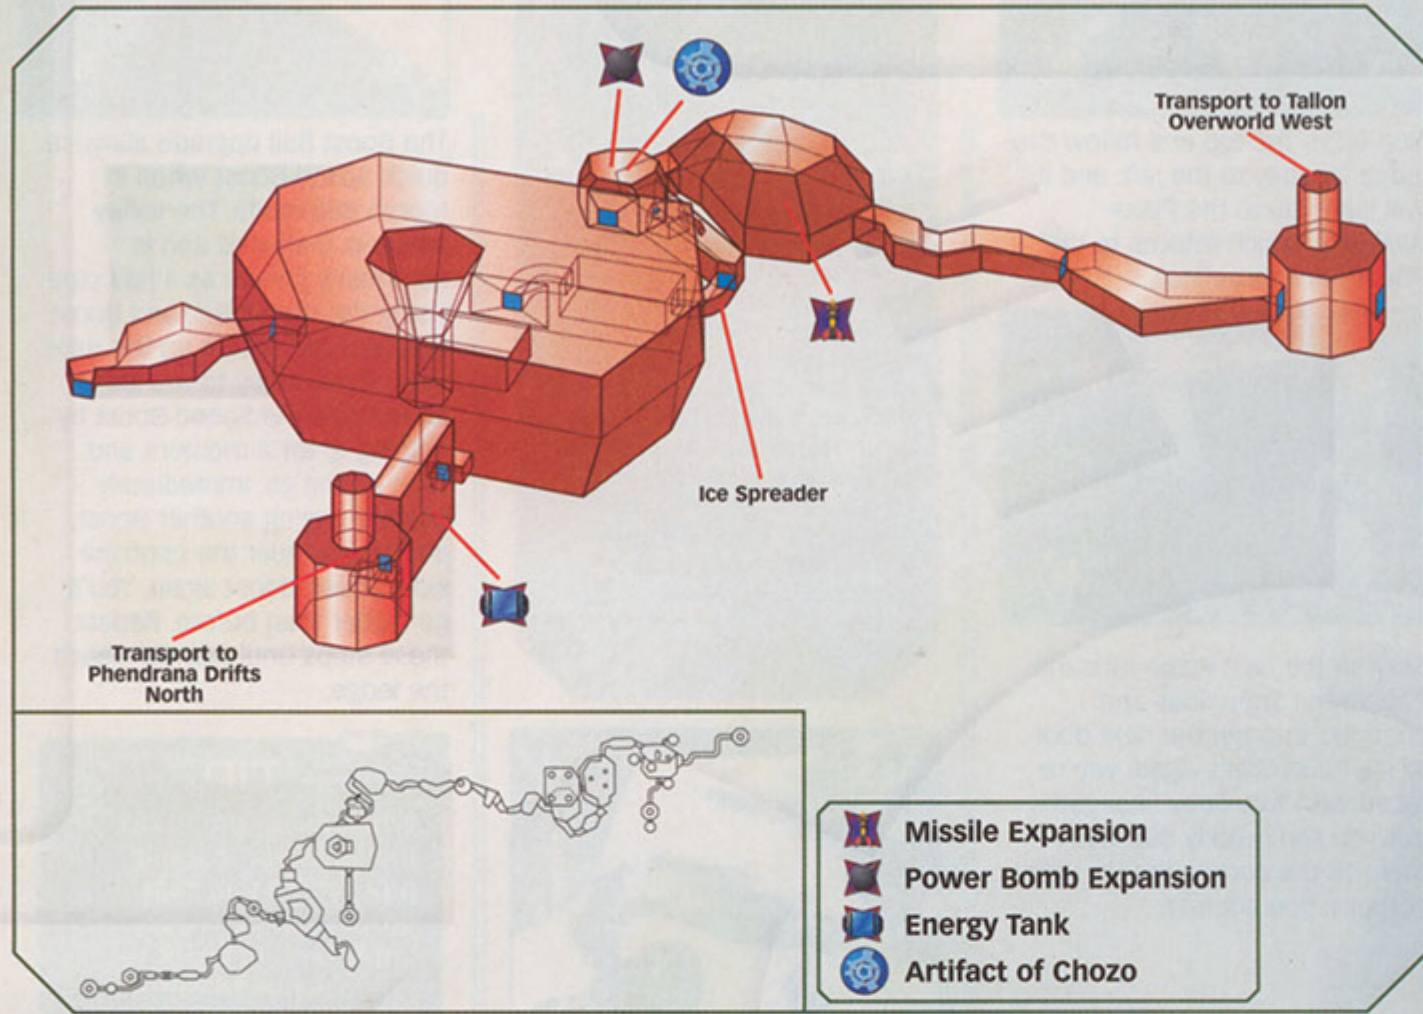 Transport to Tallon
Overworld West
Ice Spreader
Transport to
Phendrana Drifts
North
Missile Expansion
Power Bomb Expansion
Energy Tank
Artifact of Chozo